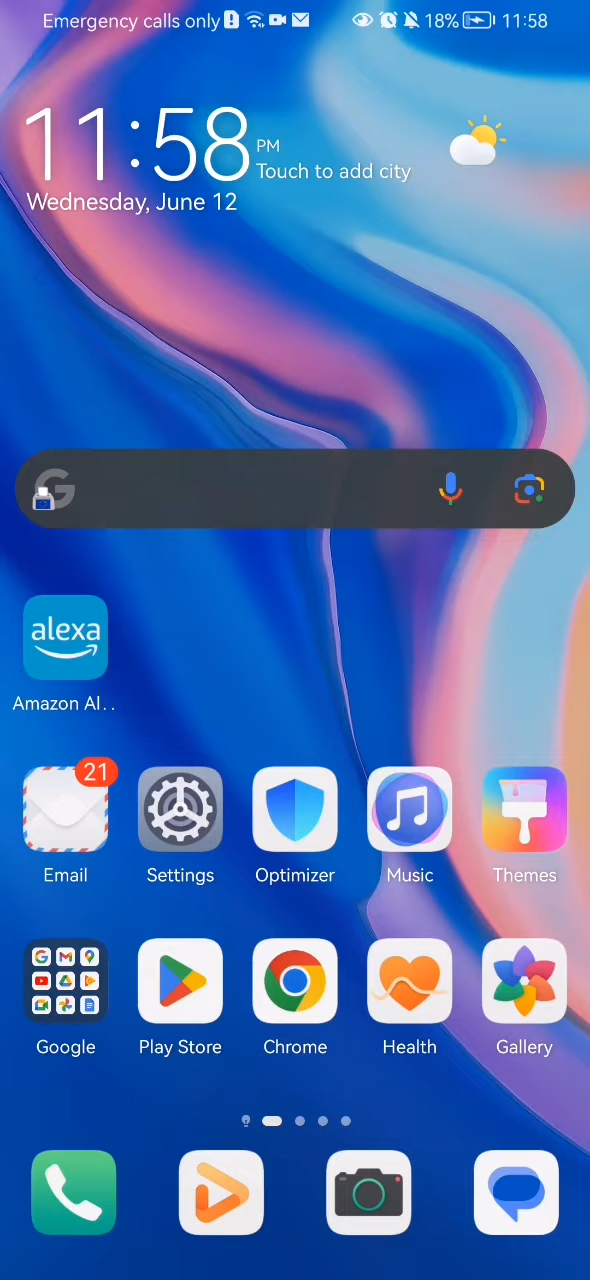 Emergency calls only 18% 11:58
11:58 PM
Touch to add city
Wednesday, June 12
alexa
Amazon Al..
21
Email Settings Optimizer Music Themes
Google Play Store Chrome Health Gallery